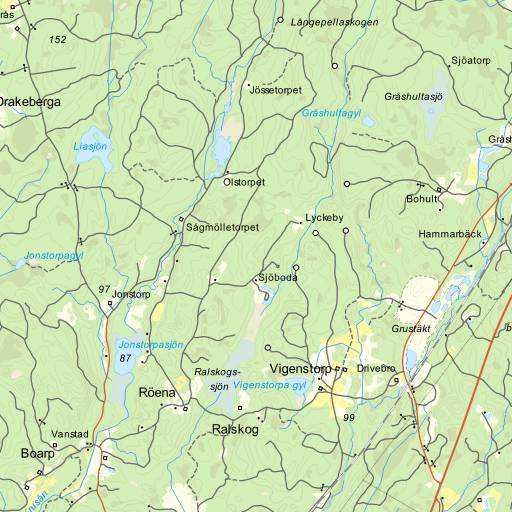 Långepellaskogen
152
Sjöatorp
Jössetorpet
Gråshultasjö
Drakeberga
Gråshultagyl
Liasjön
Olstorpet
Bohult
Lyckeby
Sågmölletorpet
Hammarbäck
Jonstorpagyl
Sjöboda
97
Jonstorp
Grustäkt
Jonstorpasjön
87
Vigenstorp
Drivebro
Ralskogs-
sjön
Vigenstorpa gyl
Röena
99
Ralskog
Vanstad
Boarp